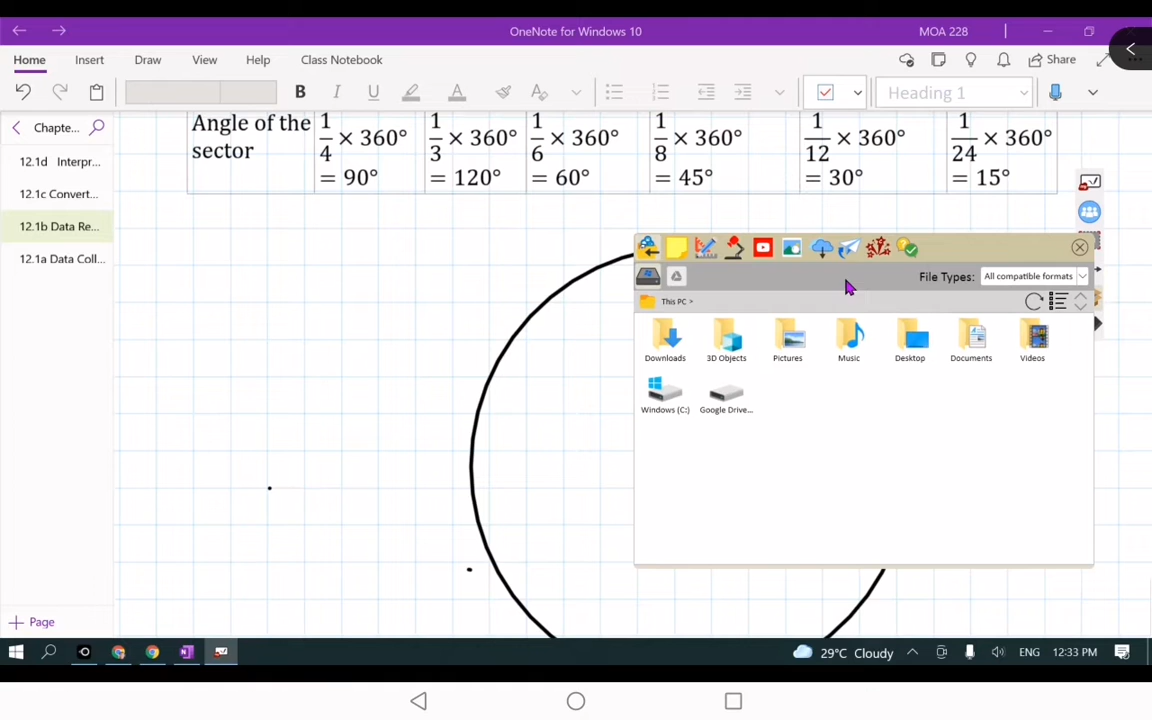 OneNote for Windows 10
MOA 228
Home
Insert
Draw
View
Help
Class Notebook
Share
B
I
U
A
A
Heading 1
Chapte...
12.1d Interpr...
12.1c Convert...
12.1b Data Re...
12.1a Data Coll...
Page
Angle of the sector
1/4 × 360° = 90°
1/3 × 360° = 120°
1/6 × 360° = 60°
1/8 × 360° = 45°
1/12 × 360° = 30°
1/24 × 360° = 15°
File Types:
All compatible formats
This PC >
Downloads
3D Objects
Pictures
Music
Desktop
Documents
Videos
Windows (C:)
Google Drive...
29°C Cloudy
ENG
12:33 PM